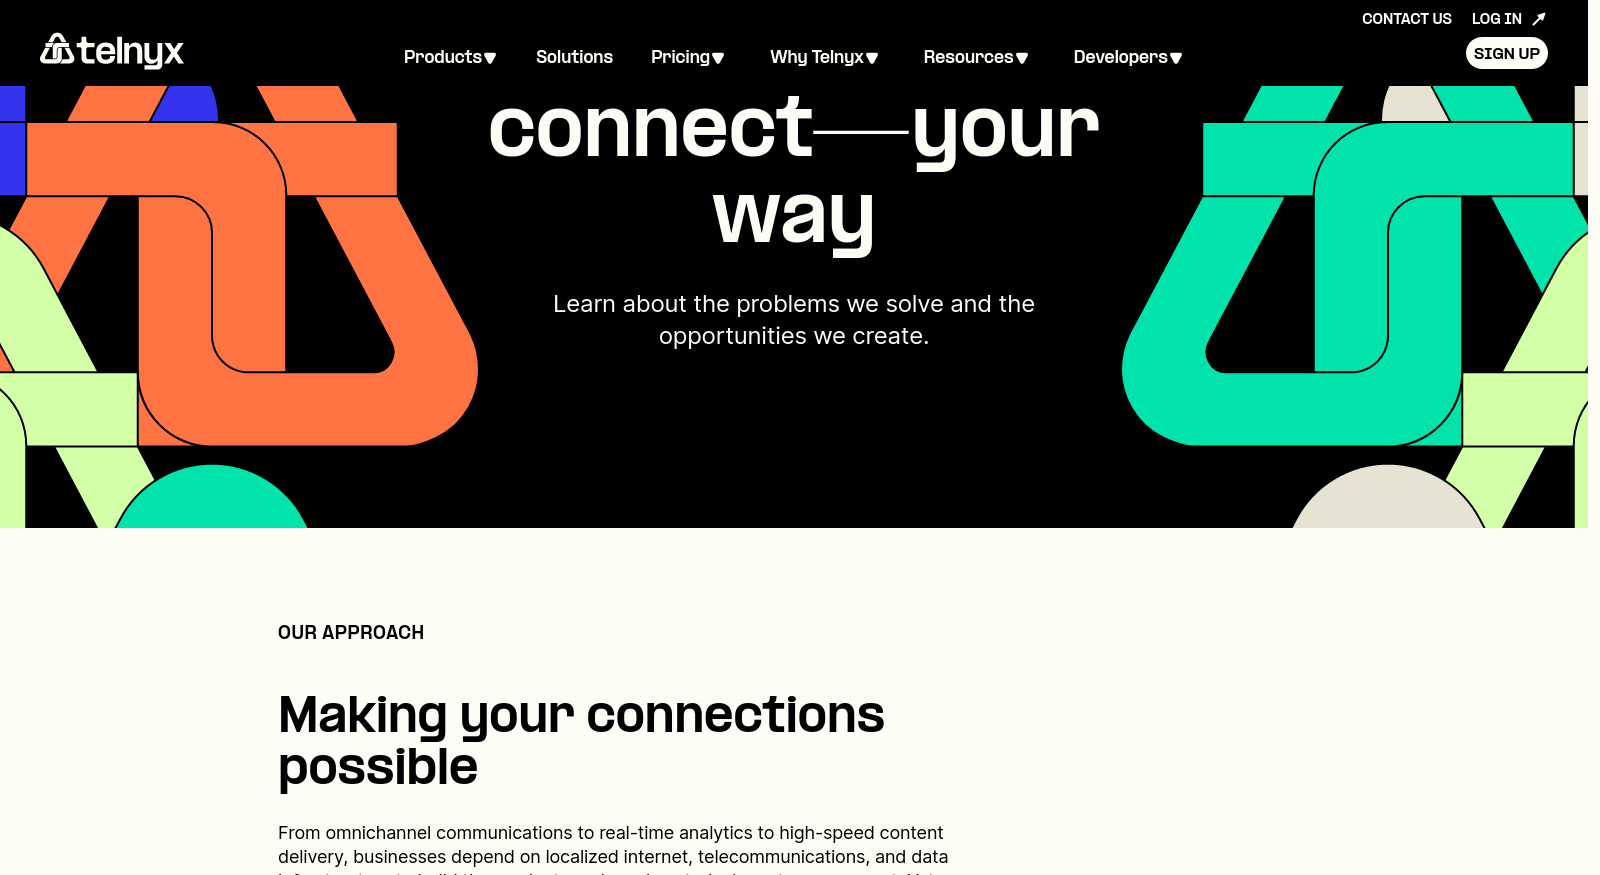 CONTACT US LOG IN
telnyx
Products Solutions Pricing Why Telnyx Resources Developers
SIGN UP
connect—your
way
Learn about the problems we solve and the
opportunities we create.
OUR APPROACH
Making your connections
possible
From omnichannel communications to real-time analytics to high-speed content
delivery, businesses depend on localized internet, telecommunications, and data